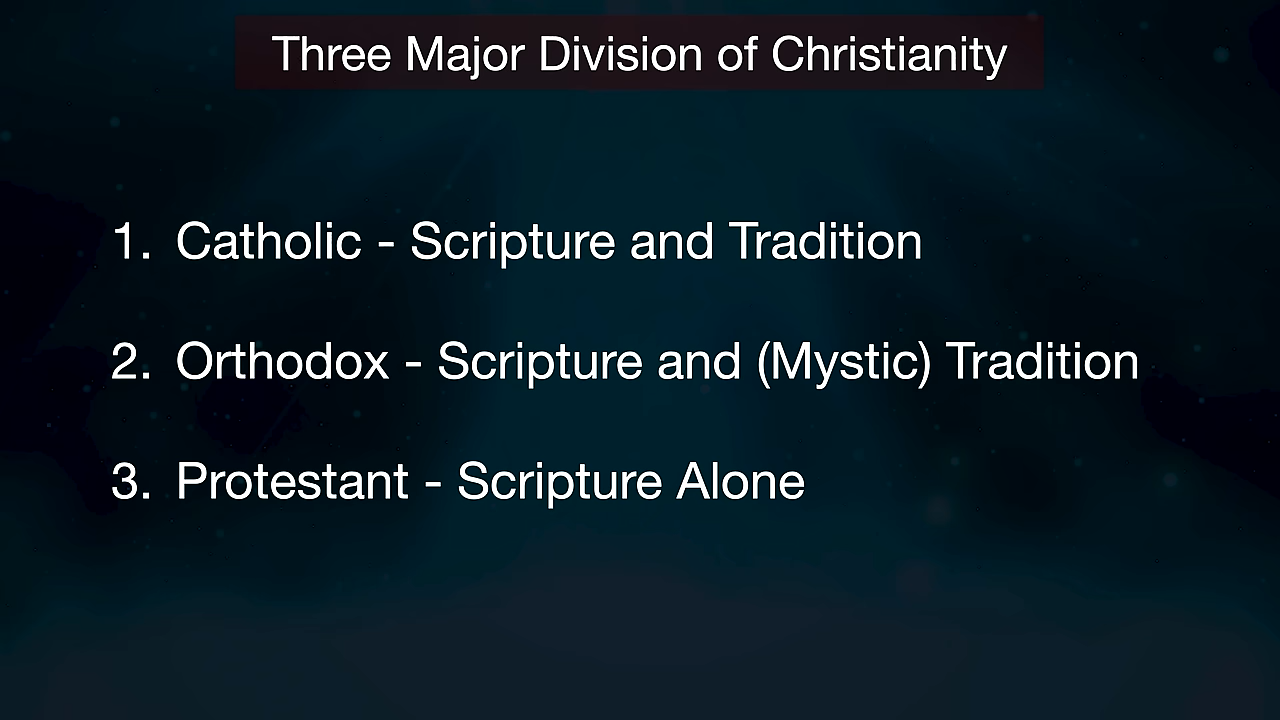 Three Major Division of Christianity
1. Catholic - Scripture and Tradition
2. Orthodox - Scripture and (Mystic) Tradition
3. Protestant - Scripture Alone